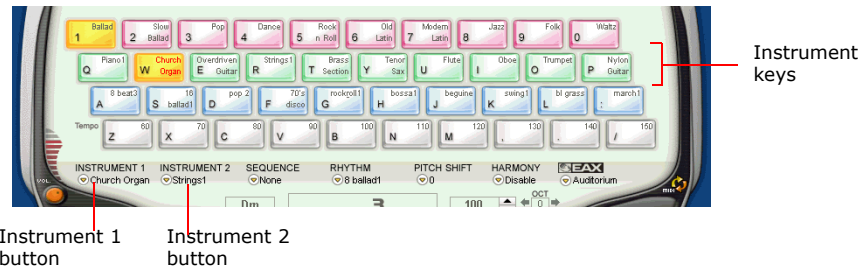 1 Ballad
2 Slow Ballad
3 Pop
4 Dance
5 Rock n Roll
6 Old Latin
7 Modern Latin
8 Jazz
9 Folk
0 Waltz
Q Piano1
W Church Organ
E Overdriven Guitar
R Strings1
T Brass Section
Y Tenor Sax
U Flute
I Oboe
O Trumpet
P Nylon Guitar
Instrument
keys
A 8 beat3
S 16 ballad1
D pop 2
F 70's disco
G rockroll1
H bossa1
J beguine
K swing1
L bl grass
: march1
Tempo
Z 60
X 70
C 80
V 90
B 100
N 110
M 120
, 130
. 140
/ 150
INSTRUMENT 1 INSTRUMENT 2 SEQUENCE RHYTHM PITCH SHIFT HARMONY EAX
VOL Church Organ Strings1 None 8 ballad1 0 Disable Auditorium
MIDI
OCT
Dm 3 100 0
Instrument 1
button
Instrument 2
button